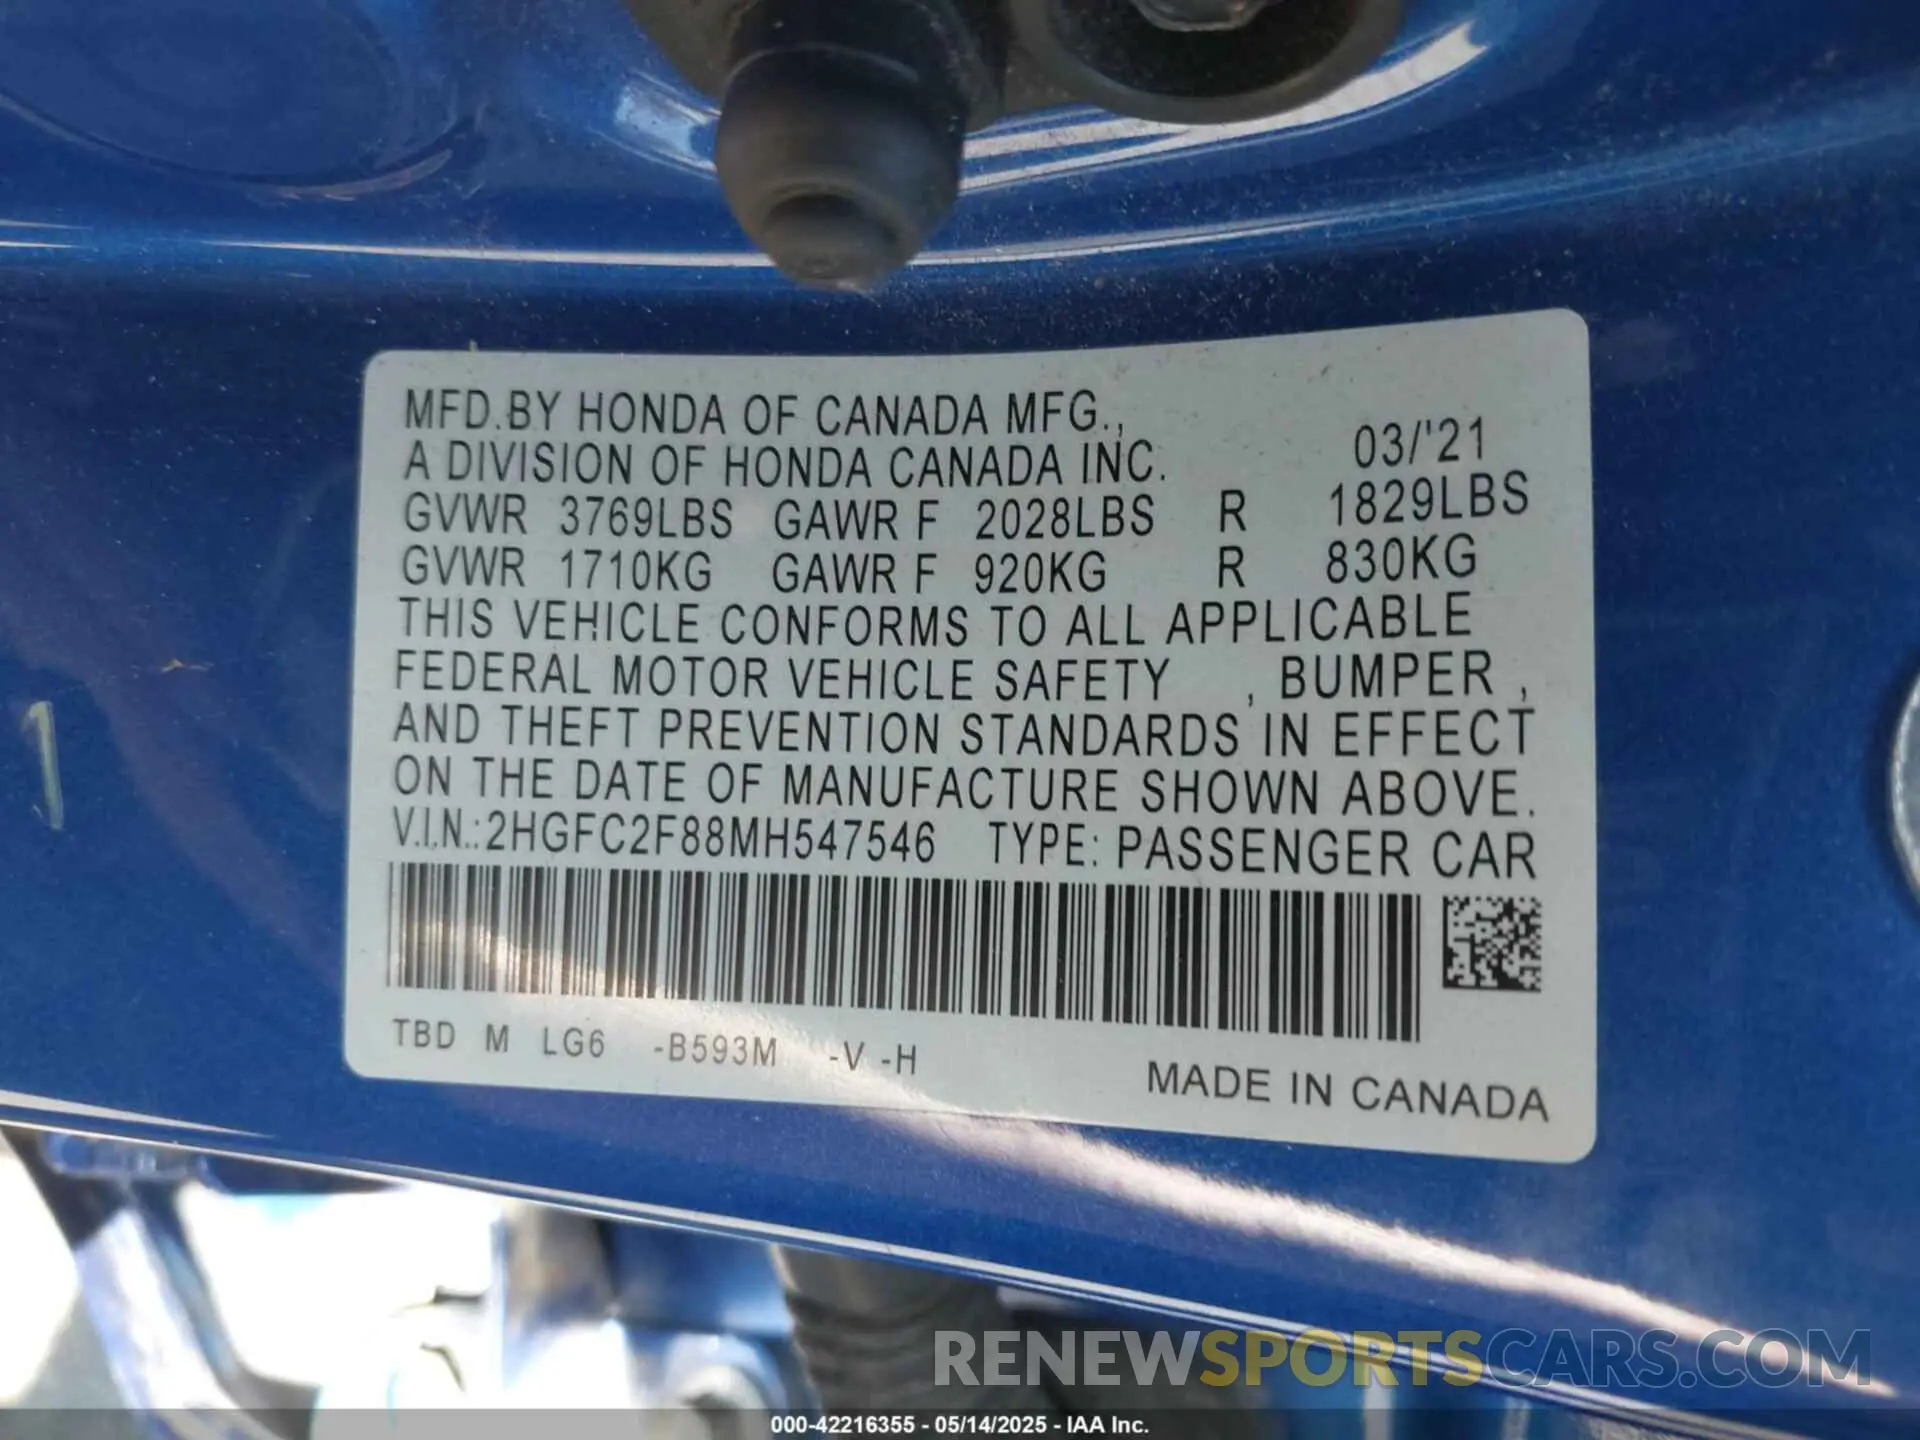 MFD.BY HONDA OF CANADA MFG.,
A DIVISION OF HONDA CANADA INC. 03/'21
GVWR 3769LBS GAWR F 2028LBS R 1829LBS
GVWR 1710KG GAWR F 920KG R 830KG
THIS VEHICLE CONFORMS TO ALL APPLICABLE
FEDERAL MOTOR VEHICLE SAFETY , BUMPER ,
AND THEFT PREVENTION STANDARDS IN EFFECT
ON THE DATE OF MANUFACTURE SHOWN ABOVE.
V.I.N.:2HGFC2F88MH547546 TYPE: PASSENGER CAR
TBD M LG6 -B593M -V -H
MADE IN CANADA
1
RENEWSPORTSCARS.COM
000-42216355 - 05/14/2025 - IAA Inc.